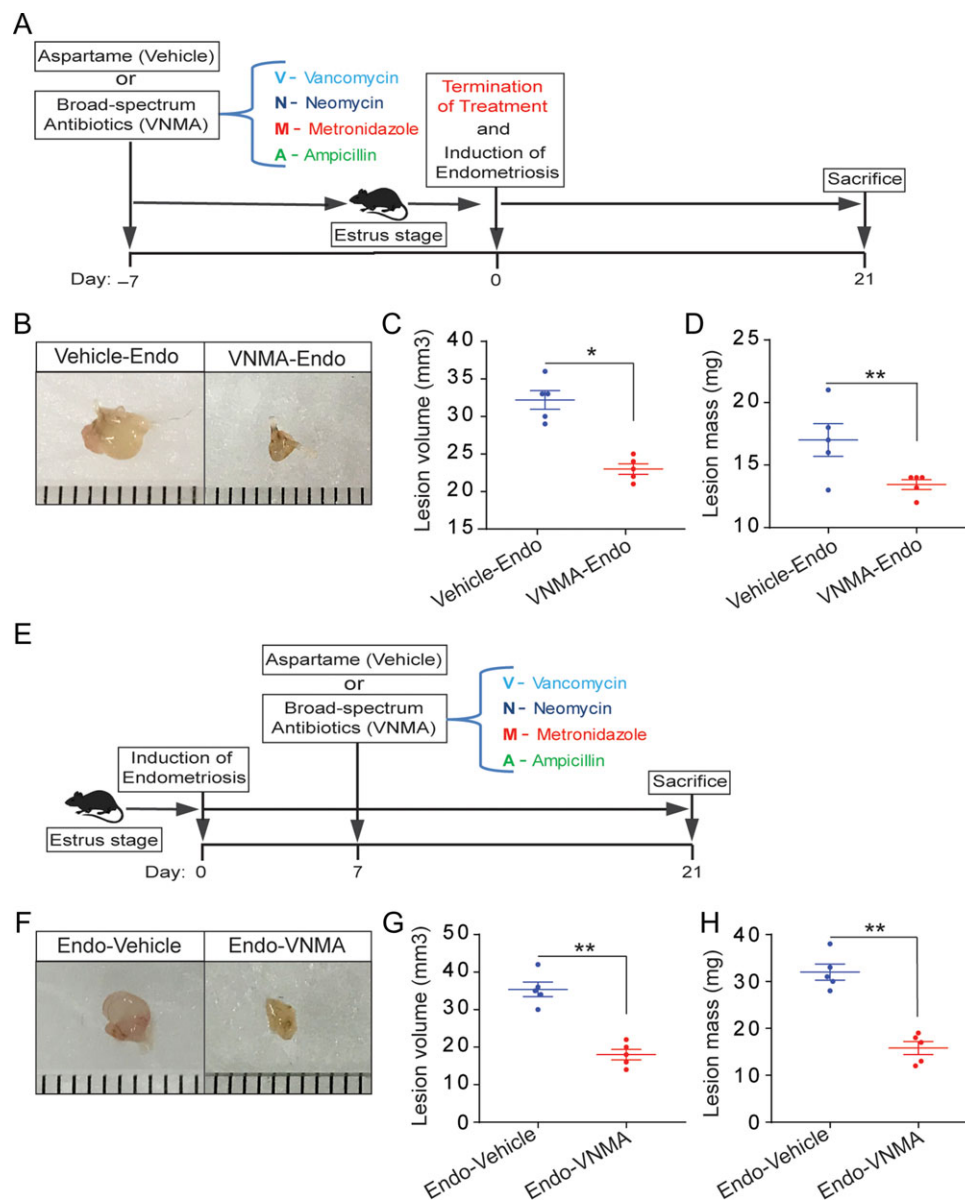 A
Aspartame (Vehicle)
or
Broad-spectrum
Antibiotics (VNMA)
V – Vancomycin
N – Neomycin
M – Metronidazole
A – Ampicillin
Termination
of Treatment
and
Induction of
Endometriosis
Sacrifice
Estrus stage
Day: –7
0
21
B
Vehicle-Endo
VNMA-Endo
C
Lesion volume (mm3)
35
30
25
20
15
*
Vehicle-Endo
VNMA-Endo
D
Lesion mass (mg)
25
20
15
10
**
Vehicle-Endo
VNMA-Endo
E
Aspartame (Vehicle)
or
Broad-spectrum
Antibiotics (VNMA)
V – Vancomycin
N – Neomycin
M – Metronidazole
A – Ampicillin
Induction of
Endometriosis
Sacrifice
Estrus stage
Day: 0
7
21
F
Endo-Vehicle
Endo-VNMA
G
Lesion volume (mm3)
50
40
30
20
10
0
**
Endo-Vehicle
Endo-VNMA
H
Lesion mass (mg)
40
30
20
10
0
**
Endo-Vehicle
Endo-VNMA